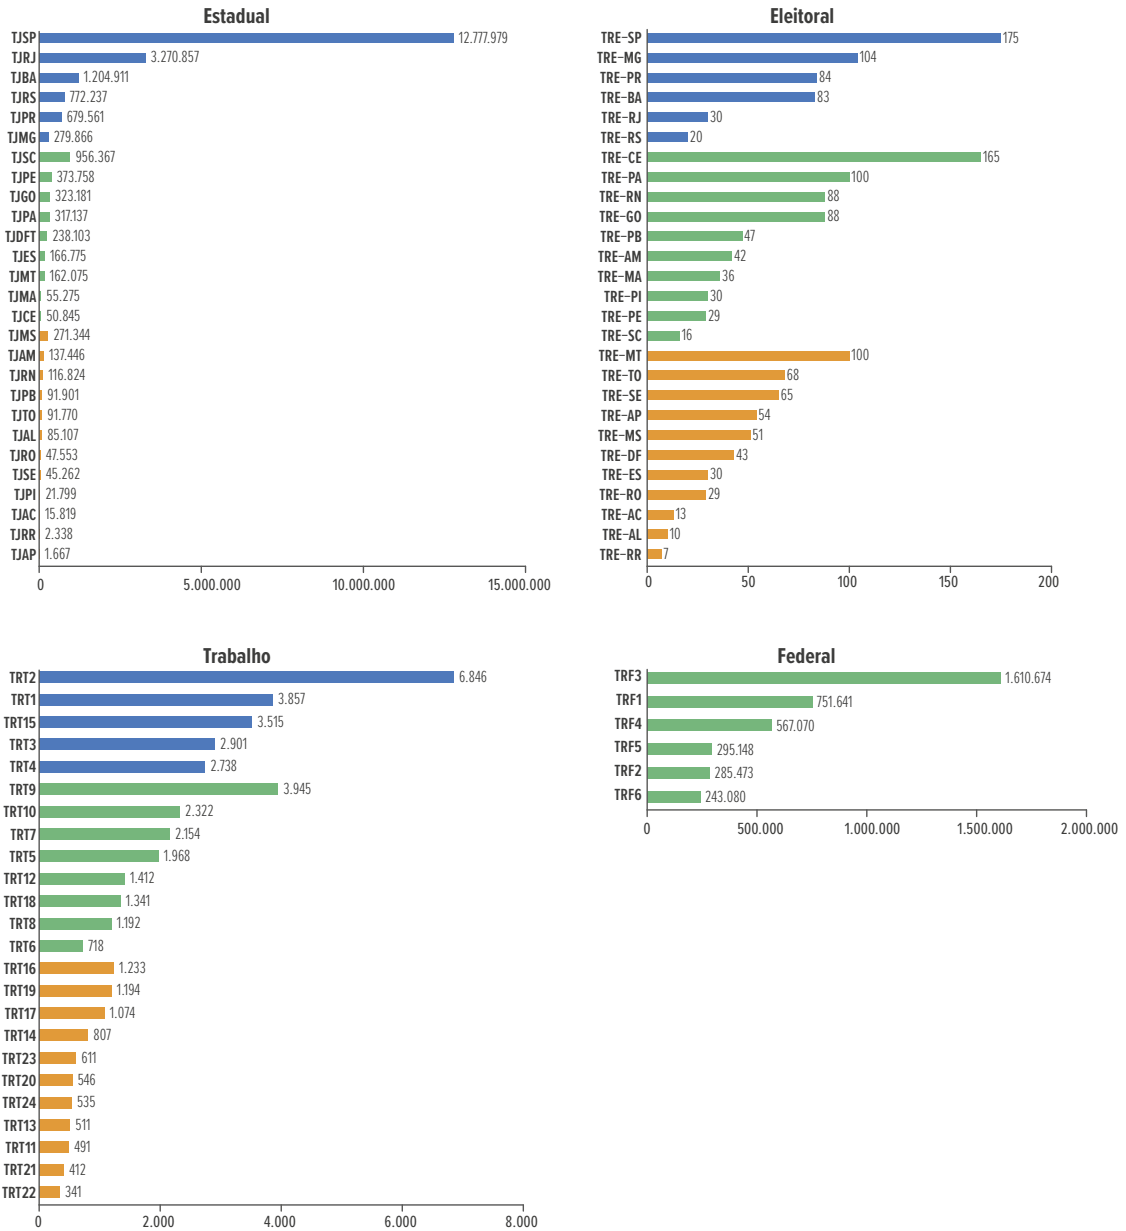 Estadual
TJSP 12.777.979
TJRJ 3.270.857
TJBA 1.204.911
TJRS 772.237
TJPR 679.561
TJMG 279.866
TJSC 956.367
TJPE 373.758
TJGO 323.181
TJPA 317.137
TJDFT 238.103
TJES 166.775
TJMT 162.075
TJMA 55.275
TJCE 50.845
TJMS 271.344
TJAM 137.446
TJRN 116.824
TJPB 91.901
TJTO 91.770
TJAL 85.107
TJRO 47.553
TJSE 45.262
TJPI 21.799
TJAC 15.819
TJRR 2.338
TJAP 1.667
0 5.000.000 10.000.000 15.000.000
Eleitoral
TRE-SP 175
TRE-MG 104
TRE-PR 84
TRE-BA 83
TRE-RJ 30
TRE-RS 20
TRE-CE 165
TRE-PA 100
TRE-RN 88
TRE-GO 88
TRE-PB 47
TRE-AM 42
TRE-MA 36
TRE-PI 30
TRE-PE 29
TRE-SC 16
TRE-MT 100
TRE-TO 68
TRE-SE 65
TRE-AP 54
TRE-MS 51
TRE-DF 43
TRE-ES 30
TRE-RO 29
TRE-AC 13
TRE-AL 10
TRE-RR 7
0 50 100 150 200
Trabalho
TRT2 6.846
TRT1 3.857
TRT15 3.515
TRT3 2.901
TRT4 2.738
TRT9 3.945
TRT10 2.322
TRT7 2.154
TRT5 1.968
TRT12 1.412
TRT18 1.341
TRT8 1.192
TRT6 718
TRT16 1.233
TRT19 1.194
TRT17 1.074
TRT14 807
TRT23 611
TRT20 546
TRT24 535
TRT13 511
TRT11 491
TRT21 412
TRT22 341
0 2.000 4.000 6.000 8.000
Federal
TRF3 1.610.674
TRF1 751.641
TRF4 567.070
TRF5 295.148
TRF2 285.473
TRF6 243.080
0 500.000 1.000.000 1.500.000 2.000.000